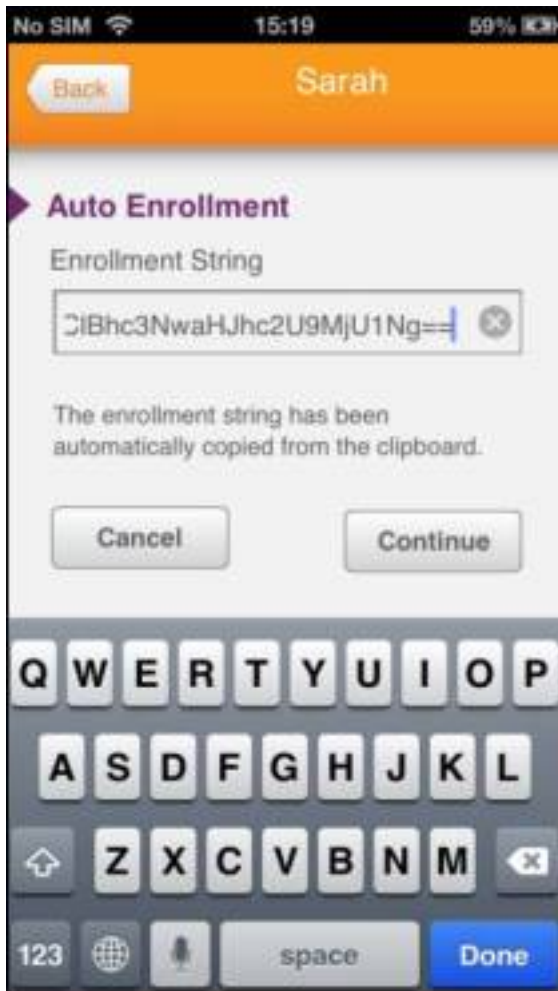 No SIM 15:19 59%
Back Sarah
Auto Enrollment
Enrollment String
ClBhc3NwaHJhc2U9MjU1Ng==
The enrollment string has been
automatically copied from the clipboard.
Cancel Continue
Q W E R T Y U I O P
A S D F G H J K L
Z X C V B N M
123 space Done